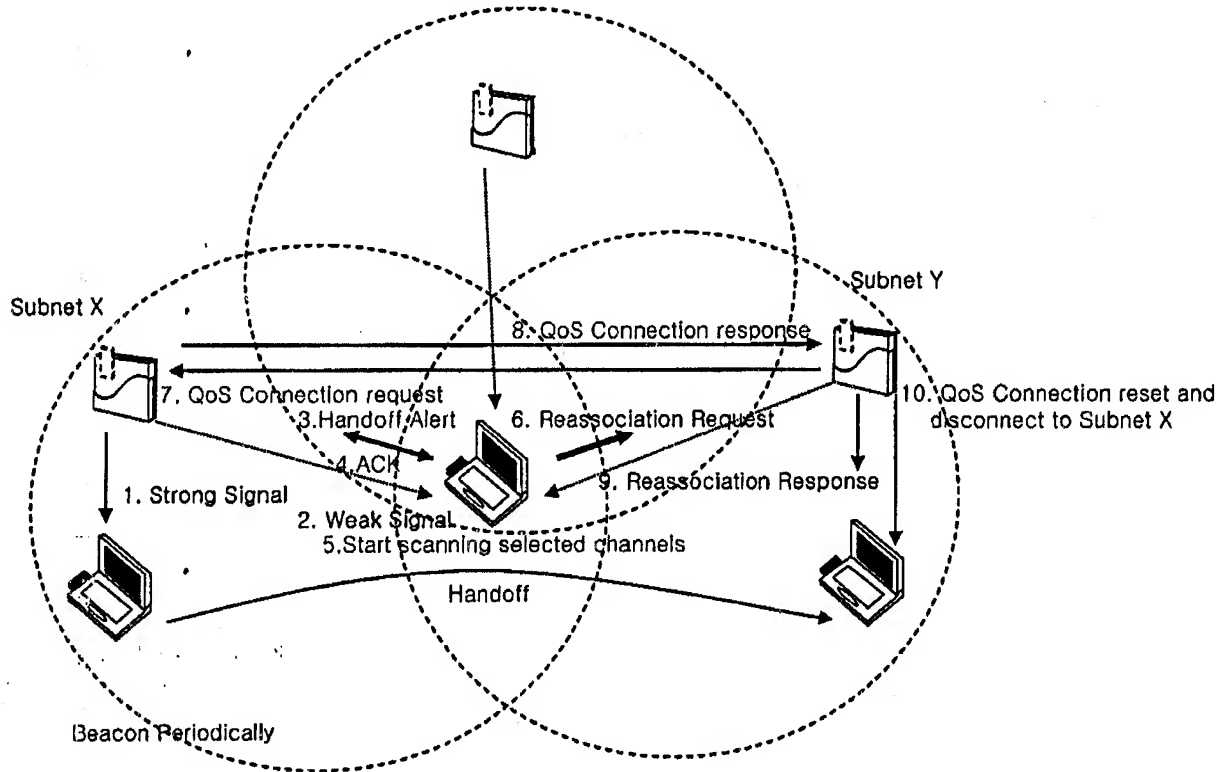 Subnet X
Subnet Y
8. QoS Connection response
7. QoS Connection request
10. QoS Connection reset and
disconnect to Subnet X
3.Handoff Alert
6. Reassociation Request
4.ACK
9. Reassociation Response
1. Strong Signal
2. Weak Signal
5.Start scanning selected channels
Handoff
Beacon Periodically